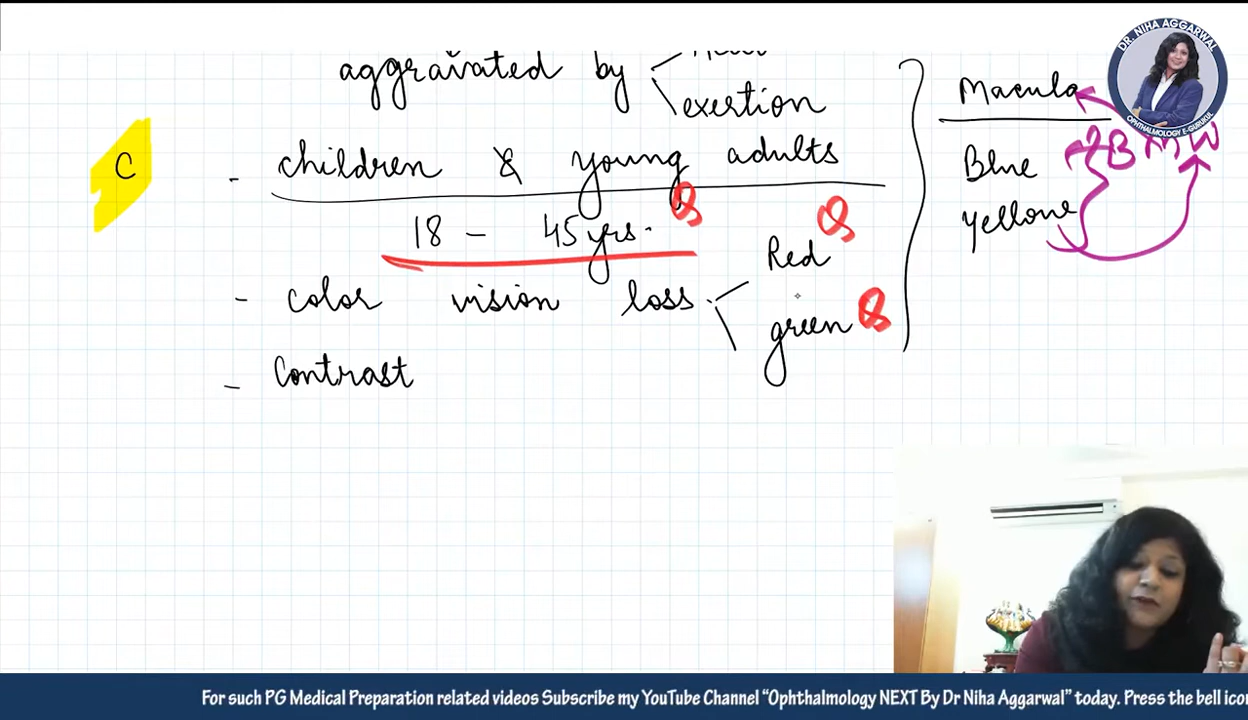 aggravated by
exertion
C
- children & young adults
18 - 45 yrs.
- color vision loss
Red
green
- Contrast
Macula
Blue
Yellow
BMW
DR. NIHA AGGARWAL
OPHTHALMOLOGY E-GURUKUL
For such PG Medical Preparation related videos Subscribe my YouTube Channel "Ophthalmology NEXT By Dr Niha Aggarwal" today. Press the bell icon